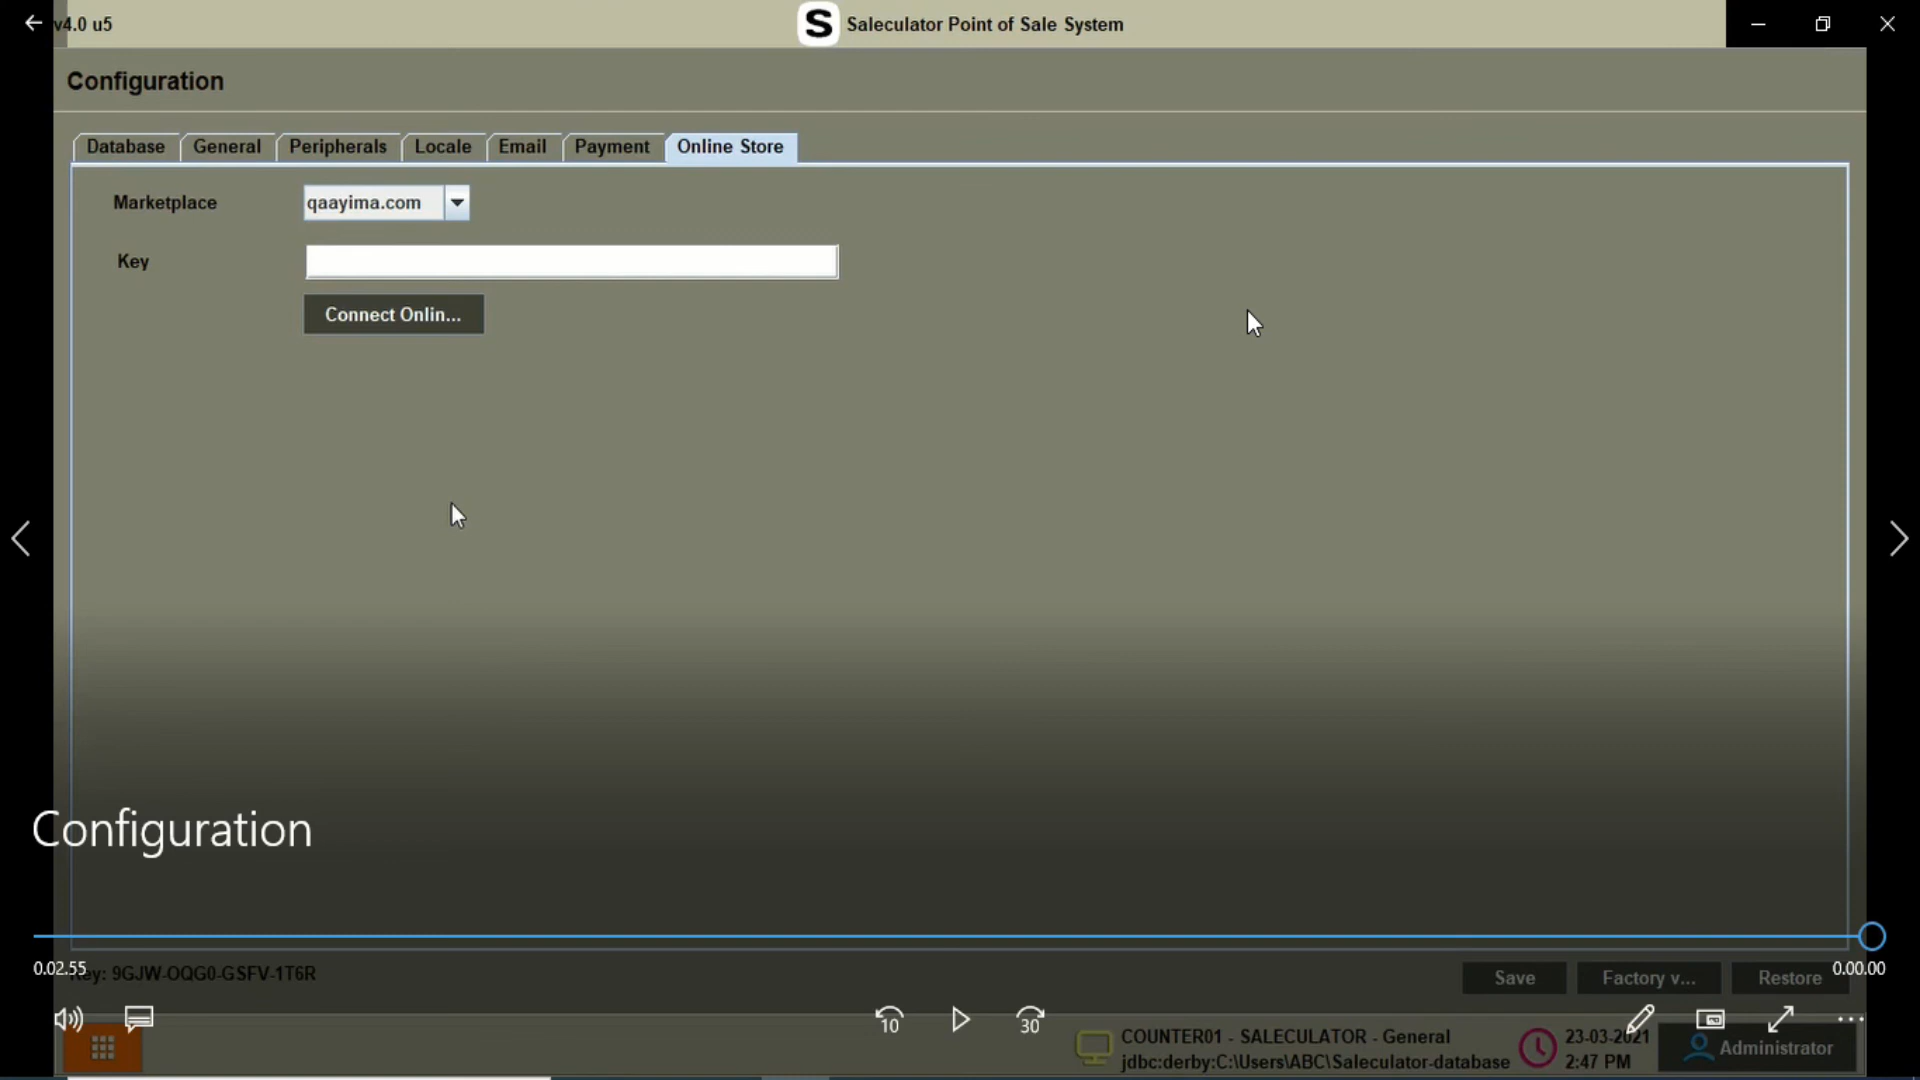 v4.0 u5
S Saleculator Point of Sale System
Configuration
Database General Peripherals Locale Email Payment Online Store
Marketplace qaayima.com
Key
Connect Onlin...
Configuration
0.02.55
0.00.00
ey: 9GJW-OQG0-GSFV-1T6R
Save Factory v... Restore
10
30
COUNTER01 - SALECULATOR - General
jdbc:derby:C:\Users\ABC\Saleculator-database
23-03-2021
2:47 PM
Administrator